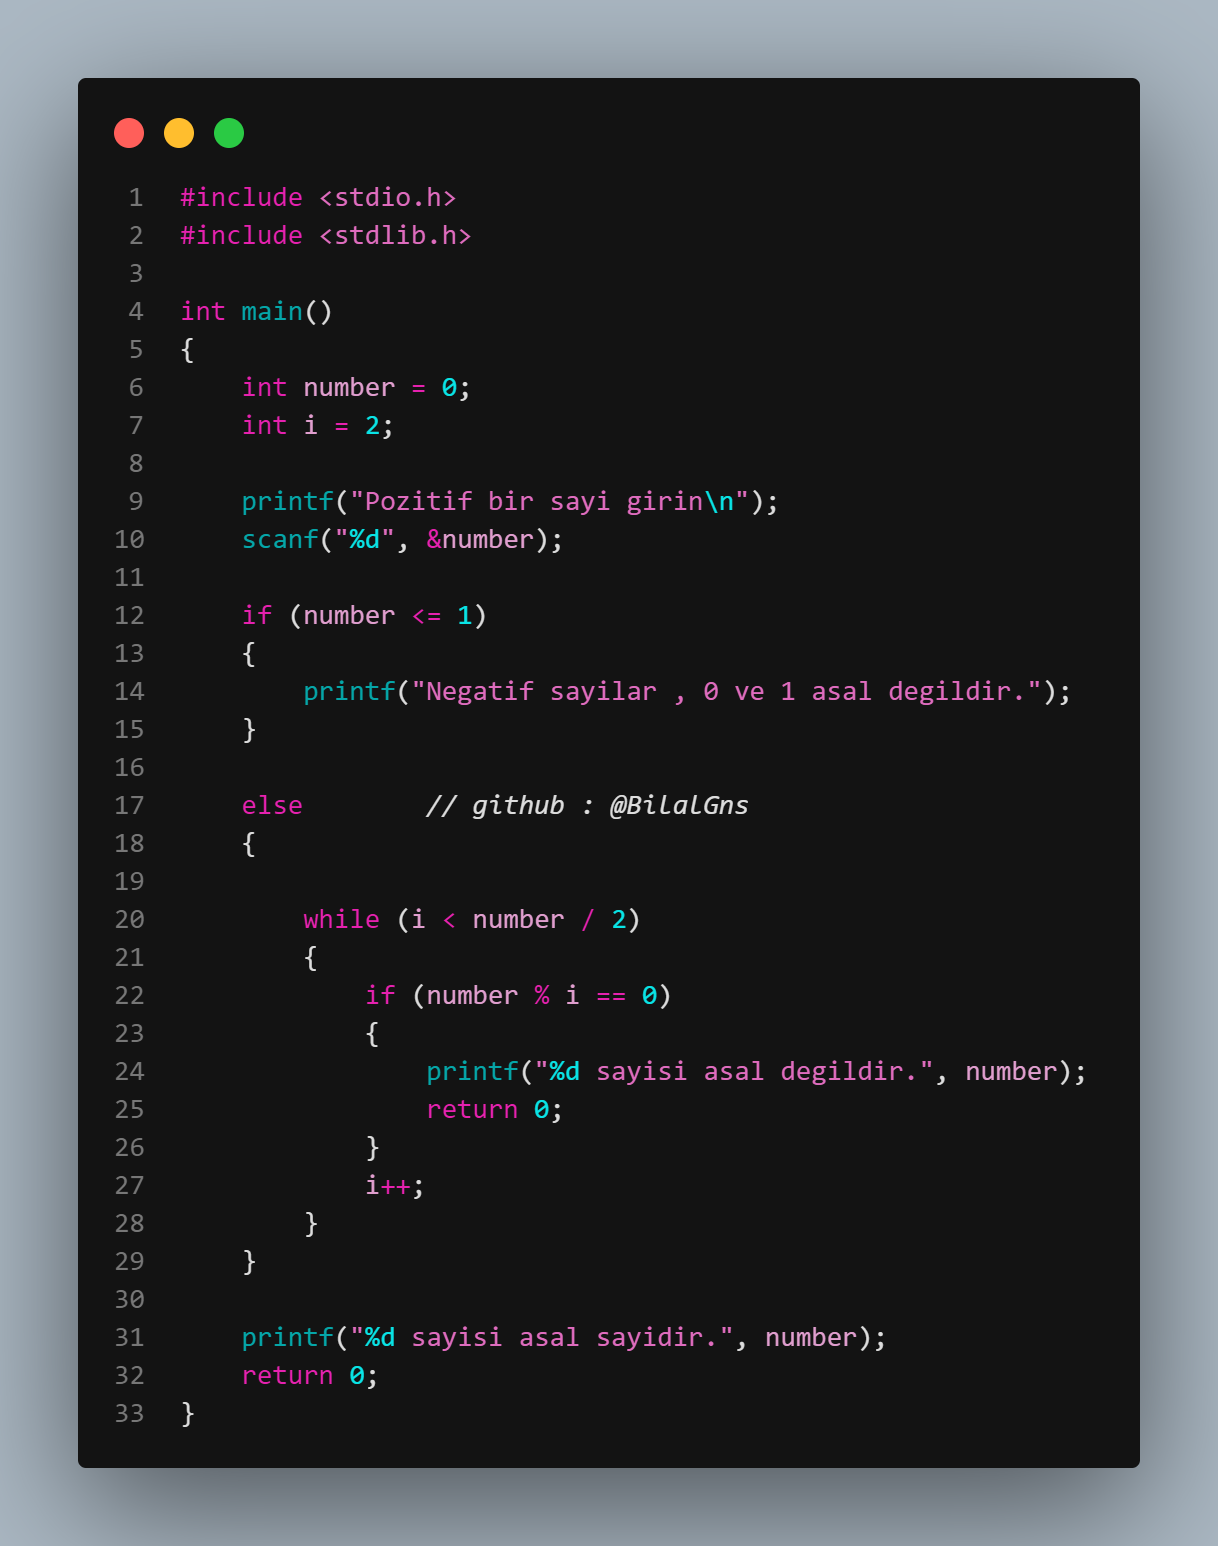 1 #include <stdio.h>
2 #include <stdlib.h>
3
4 int main()
5 {
6     int number = 0;
7     int i = 2;
8
9     printf("Pozitif bir sayi girin\n");
10     scanf("%d", &number);
11
12     if (number <= 1)
13     {
14         printf("Negatif sayilar , 0 ve 1 asal degildir.");
15     }
16
17     else        // github : @BilalGns
18     {
19
20         while (i < number / 2)
21         {
22             if (number % i == 0)
23             {
24                 printf("%d sayisi asal degildir.", number);
25                 return 0;
26             }
27             i++;
28         }
29     }
30
31     printf("%d sayisi asal sayidir.", number);
32     return 0;
33 }